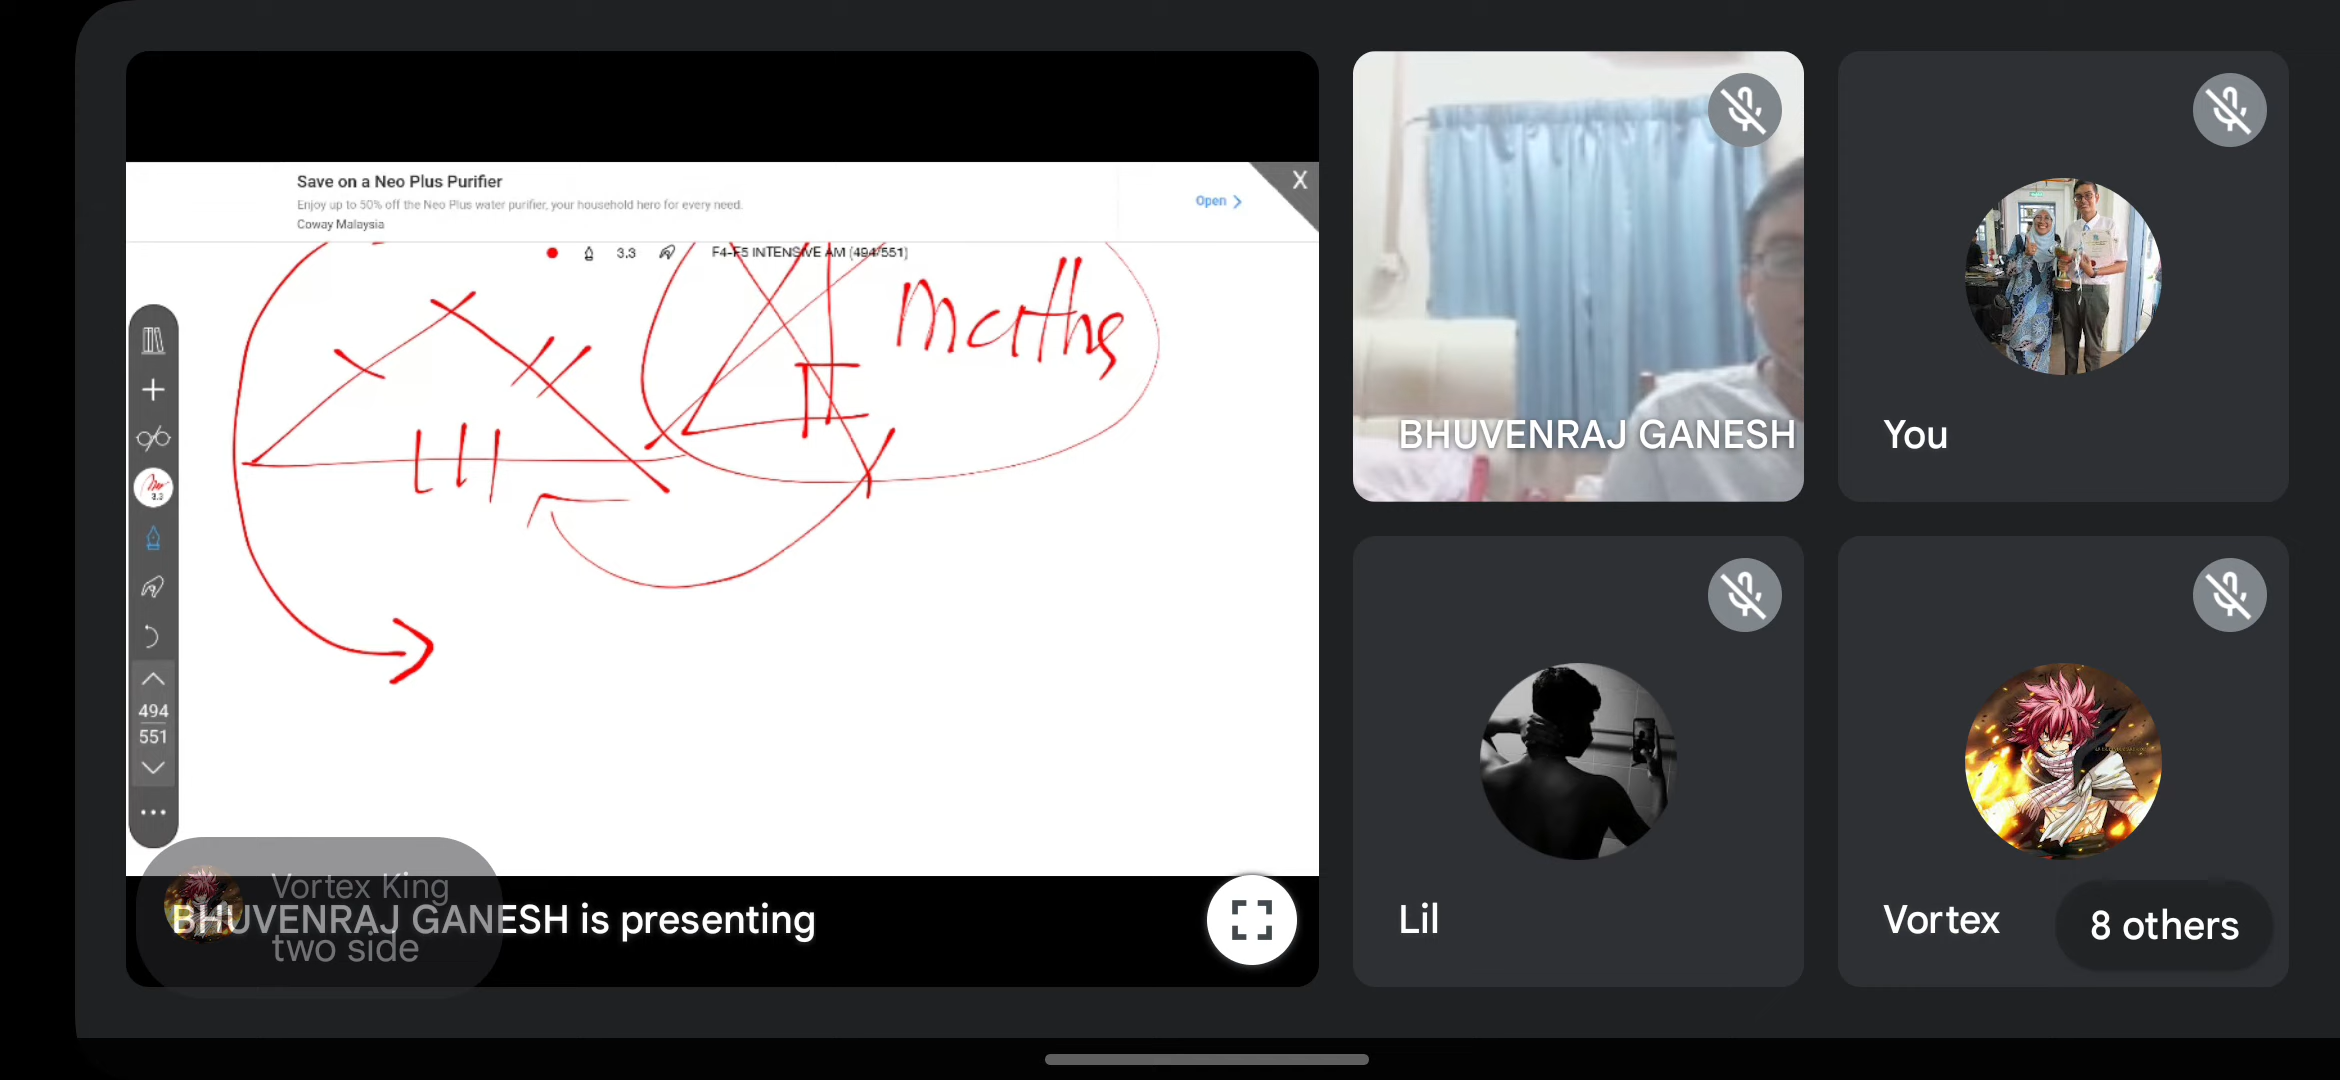 Save on a Neo Plus Purifier
Enjoy up to 50% off the Neo Plus water purifier, your household hero for every need.
Coway Malaysia
Open
X
3.3
F4-F5 INTENSIVE AM (494/551)
maths
3.3
494
551
Vortex King
two side
BHUVENRAJ GANESH is presenting
BHUVENRAJ GANESH
You
Lil
Vortex
8 others